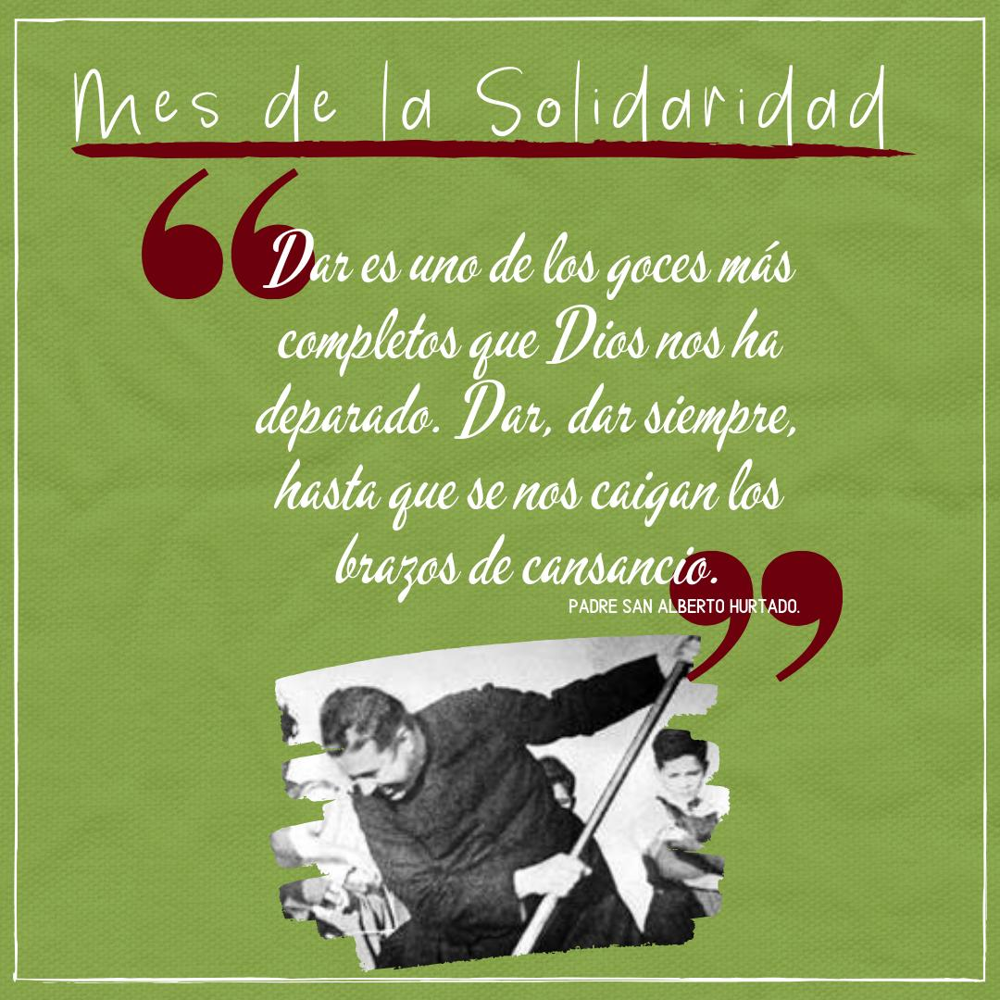 Mes de la Solidaridad
Dar es uno de los goces más
completos que Dios nos ha
deparado. Dar, dar siempre,
hasta que se nos caigan los
brazos de cansancio.
PADRE SAN ALBERTO HURTADO.